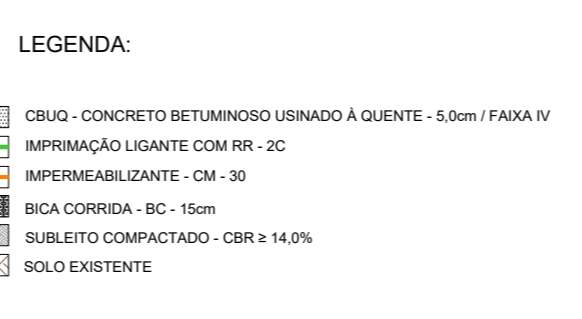 LEGENDA:
CBUQ - CONCRETO BETUMINOSO USINADO À QUENTE - 5,0cm / FAIXA IV
IMPRIMAÇÃO LIGANTE COM RR - 2C
IMPERMEABILIZANTE - CM - 30
BICA CORRIDA - BC - 15cm
SUBLEITO COMPACTADO - CBR ≥ 14,0%
SOLO EXISTENTE